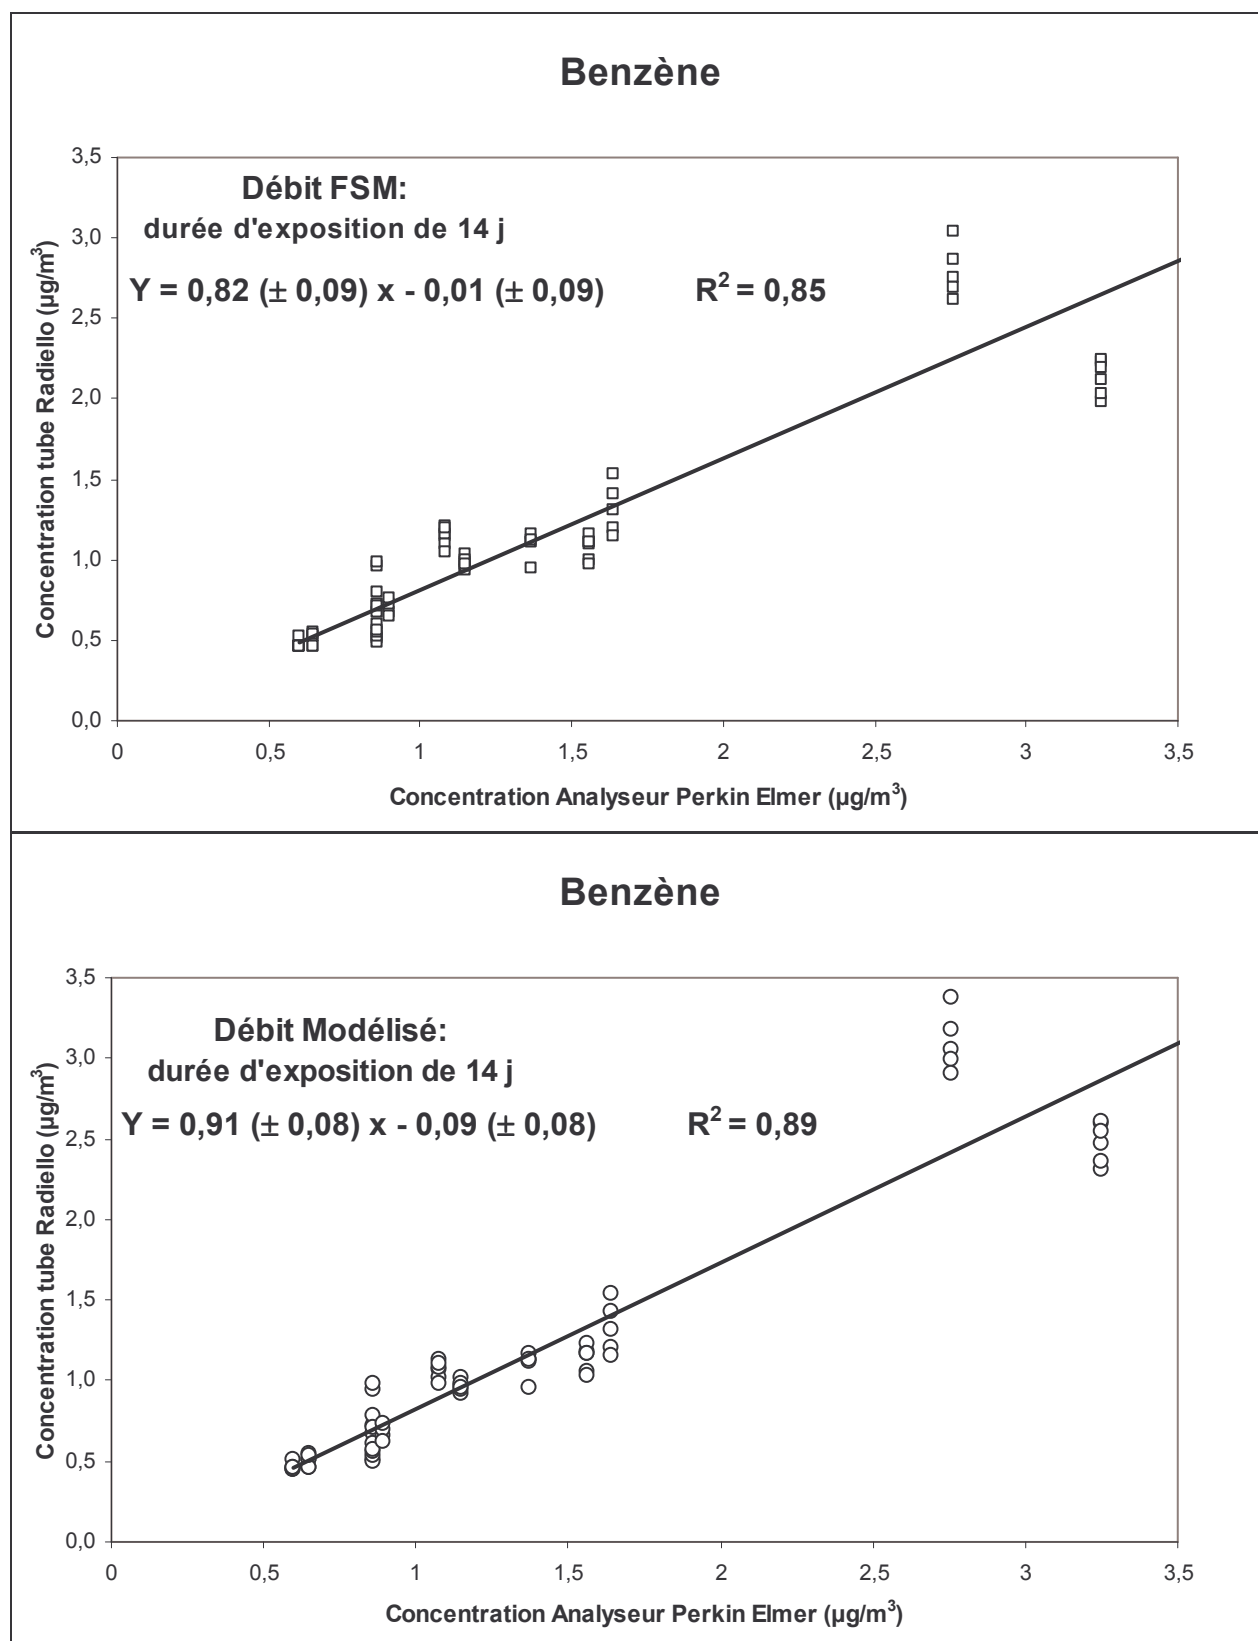 Benzène
Débit FSM:
durée d'exposition de 14 j
Y = 0,82 (± 0,09) x - 0,01 (± 0,09) R² = 0,85
Concentration tube Radiello (µg/m³)
3,5
3,0
2,5
2,0
1,5
1,0
0,5
0,0
0 0,5 1 1,5 2 2,5 3 3,5
Concentration Analyseur Perkin Elmer (µg/m³)
Benzène
Débit Modélisé:
durée d'exposition de 14 j
Y = 0,91 (± 0,08) x - 0,09 (± 0,08) R² = 0,89
Concentration tube Radiello (µg/m³)
3,5
3,0
2,5
2,0
1,5
1,0
0,5
0,0
0 0,5 1 1,5 2 2,5 3 3,5
Concentration Analyseur Perkin Elmer (µg/m³)